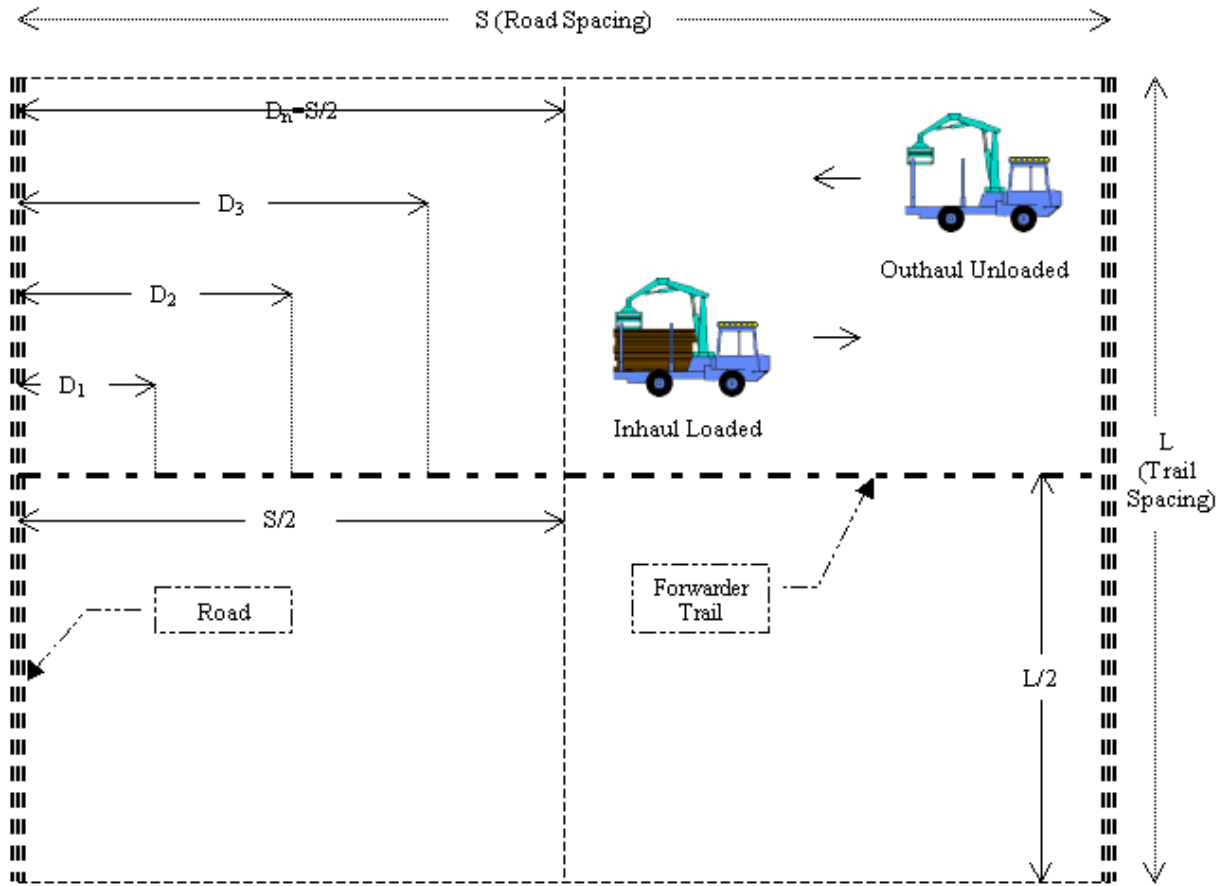 S (Road Spacing)
Dn=S/2
D3
Outhaul Unloaded
D2
D1
Inhaul Loaded
L
(Trail
Spacing)
S/2
Road
Forwarder
Trail
L/2